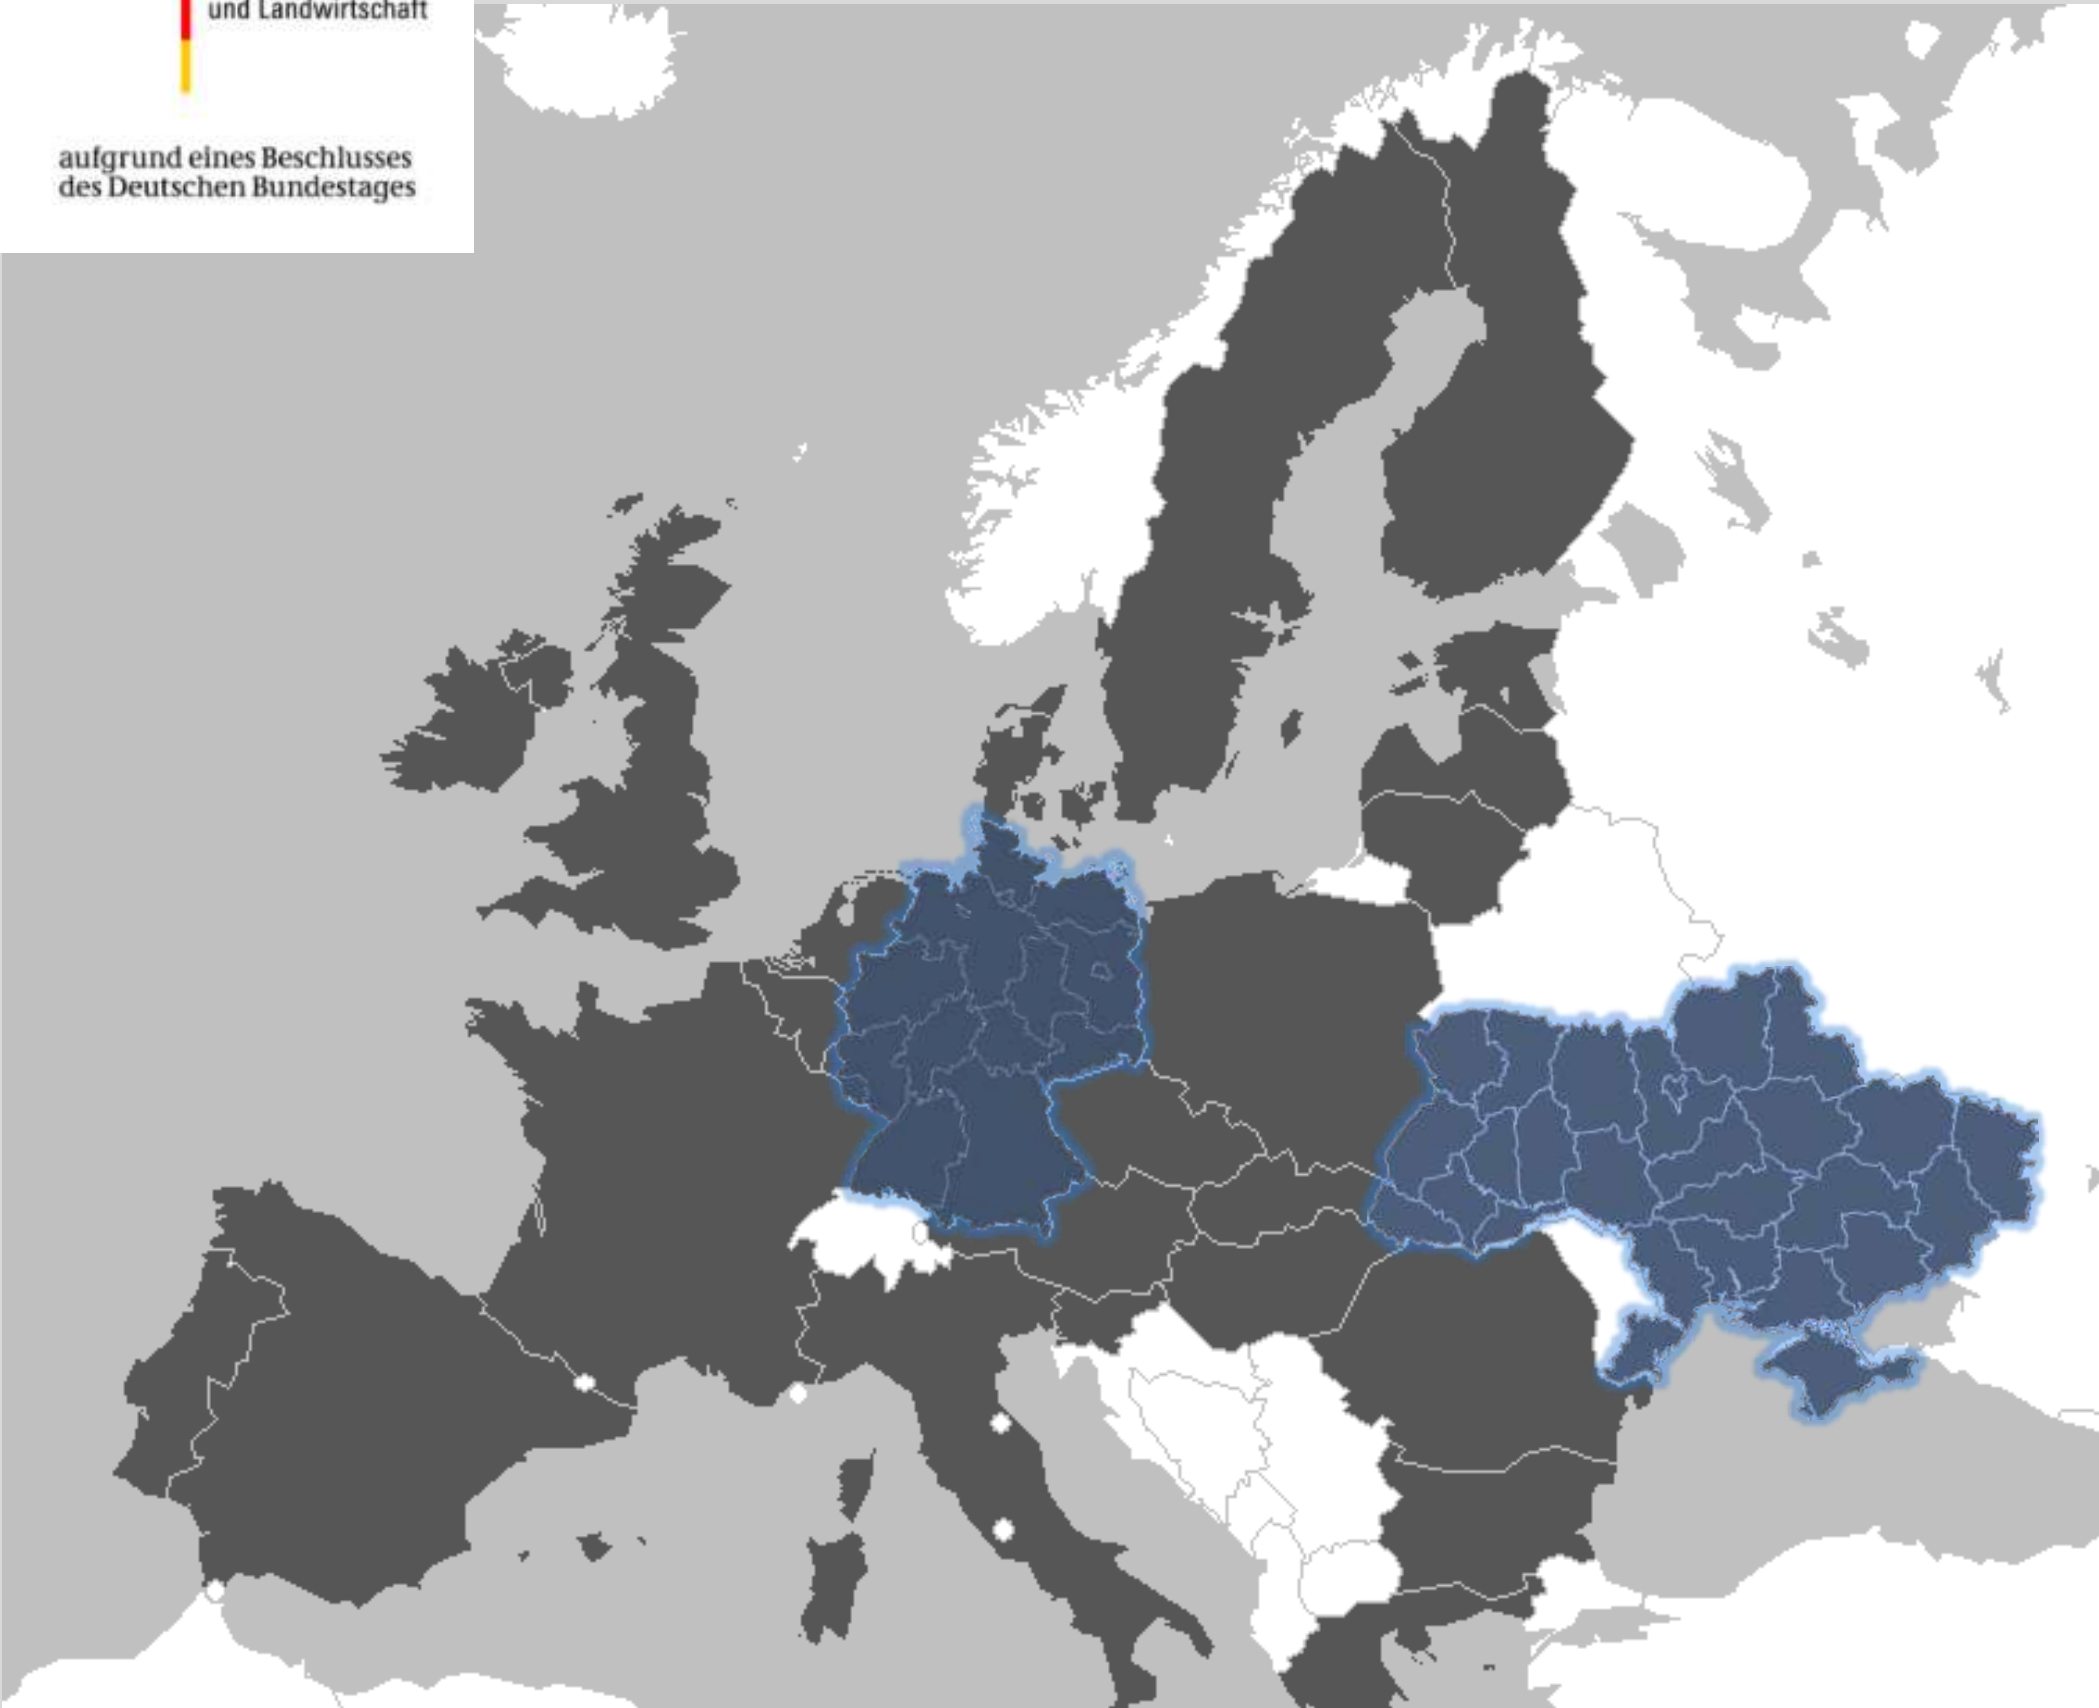 und Landwirtschaft
aufgrund eines Beschlusses
des Deutschen Bundestages